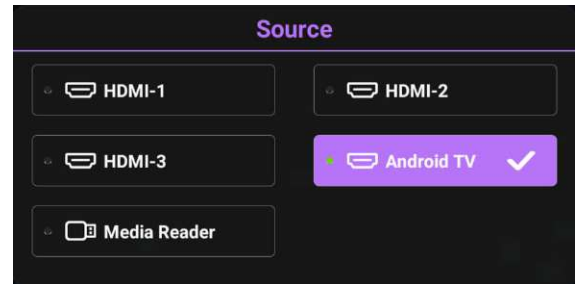 Source
HDMI-1
HDMI-2
HDMI-3
Android TV
Media Reader